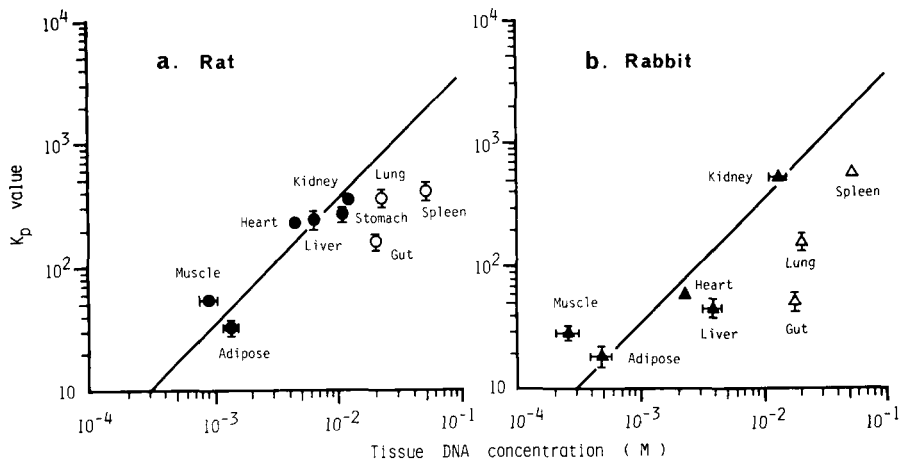 a. Rat
b. Rabbit
Kp value
10^4
10^3
10^2
10
Kidney
Lung
Heart
Stomach
Spleen
Liver
Gut
Muscle
Adipose
10^-4
10^-3
10^-2
10^-1
10^4
10^3
10^2
10
Kidney
Spleen
Lung
Heart
Muscle
Liver
Gut
Adipose
10^-4
10^-3
10^-2
10^-1
Tissue DNA concentration ( M )